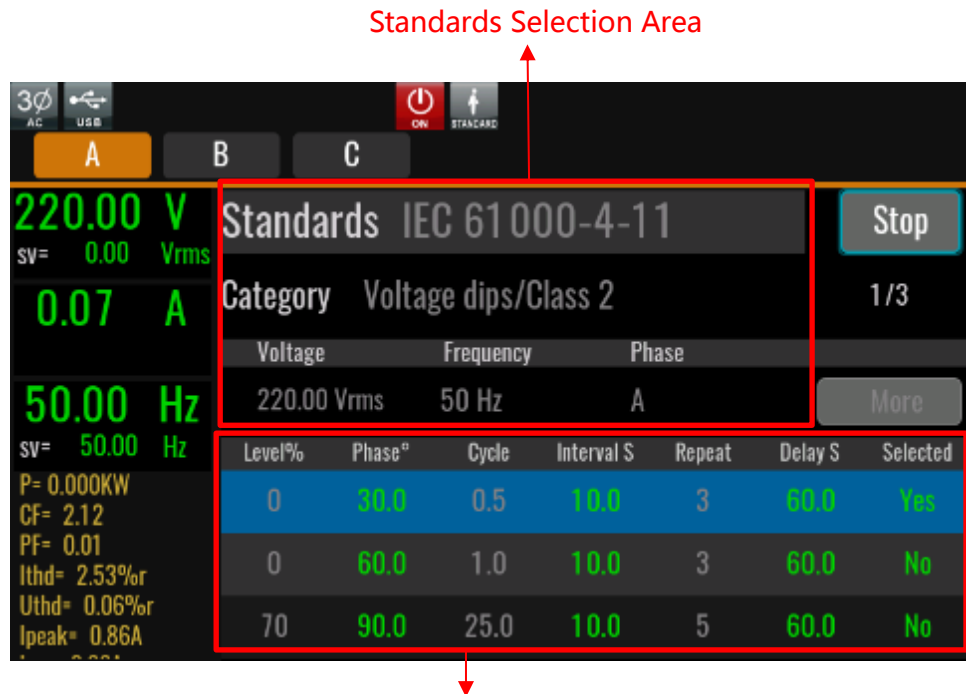 Standards Selection Area
3Ø
AC
USB
ON
STANDARD
A B C
220.00 V
sv= 0.00 Vrms
0.07 A
50.00 Hz
sv= 50.00 Hz
P= 0.000KW
CF= 2.12
PF= 0.01
Ithd= 2.53%r
Uthd= 0.06%r
Ipeak= 0.86A
Standards IEC 61000-4-11
Category Voltage dips/Class 2
Voltage Frequency Phase
220.00 Vrms 50 Hz A
Stop
1/3
More
Level% Phase° Cycle Interval S Repeat Delay S Selected
0 30.0 0.5 10.0 3 60.0 Yes
0 60.0 1.0 10.0 3 60.0 No
70 90.0 25.0 10.0 5 60.0 No